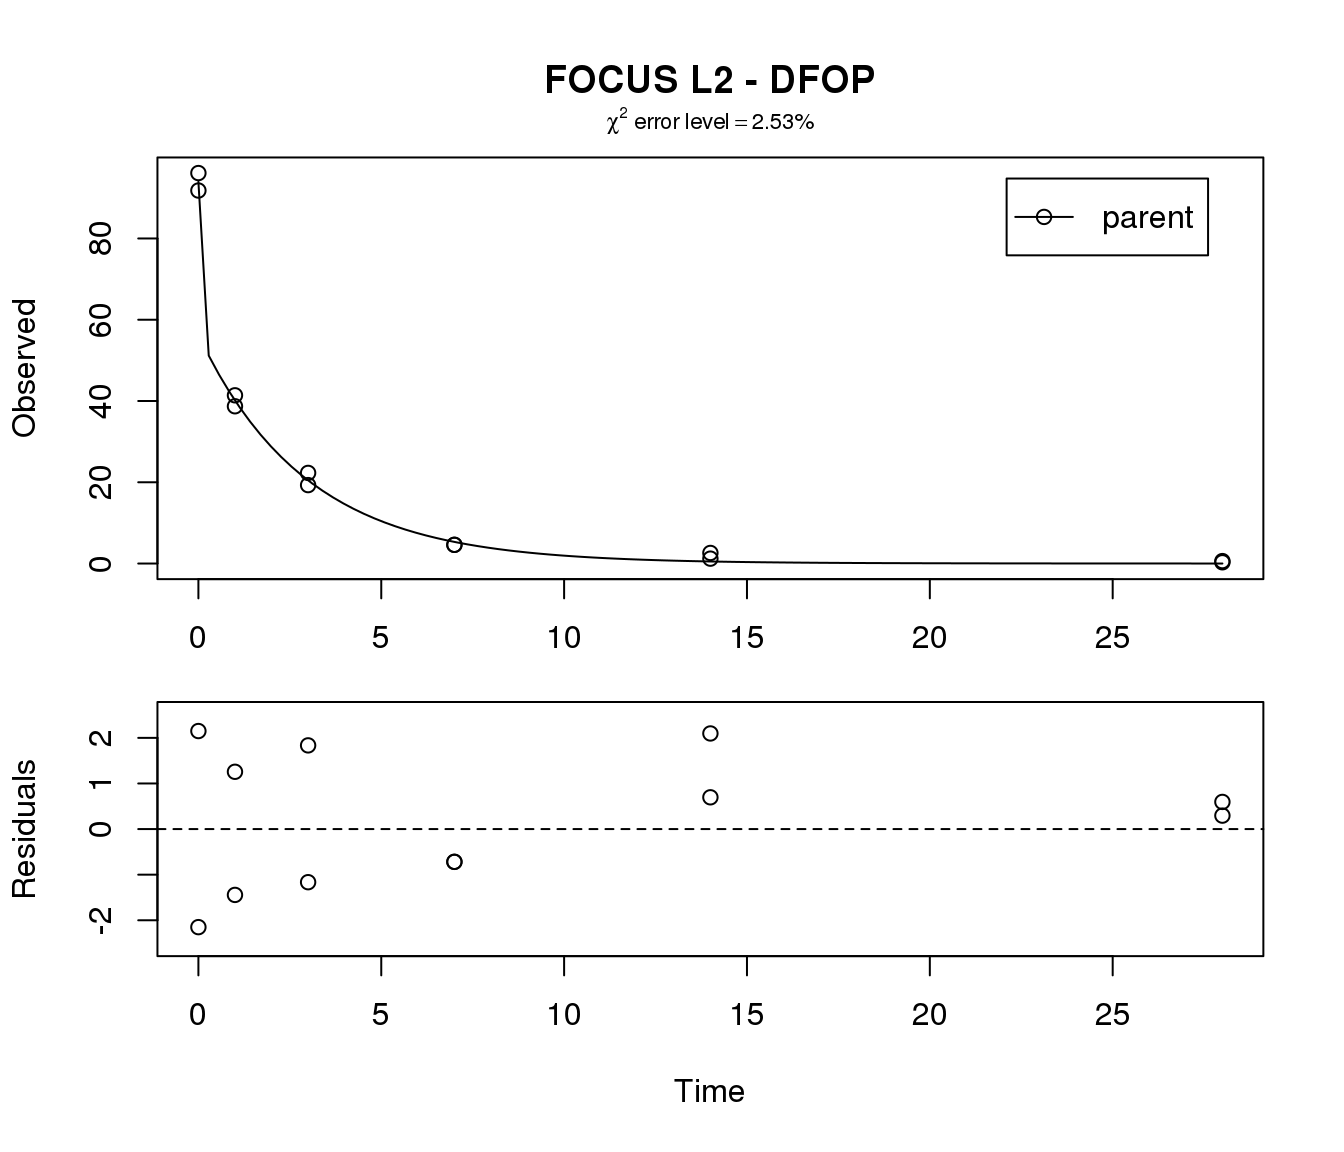 FOCUS L2 - DFOP
χ² error level = 2.53%
parent
Observed
80
60
40
20
0
0 5 10 15 20 25
Residuals
2
1
0
-2
0 5 10 15 20 25
Time